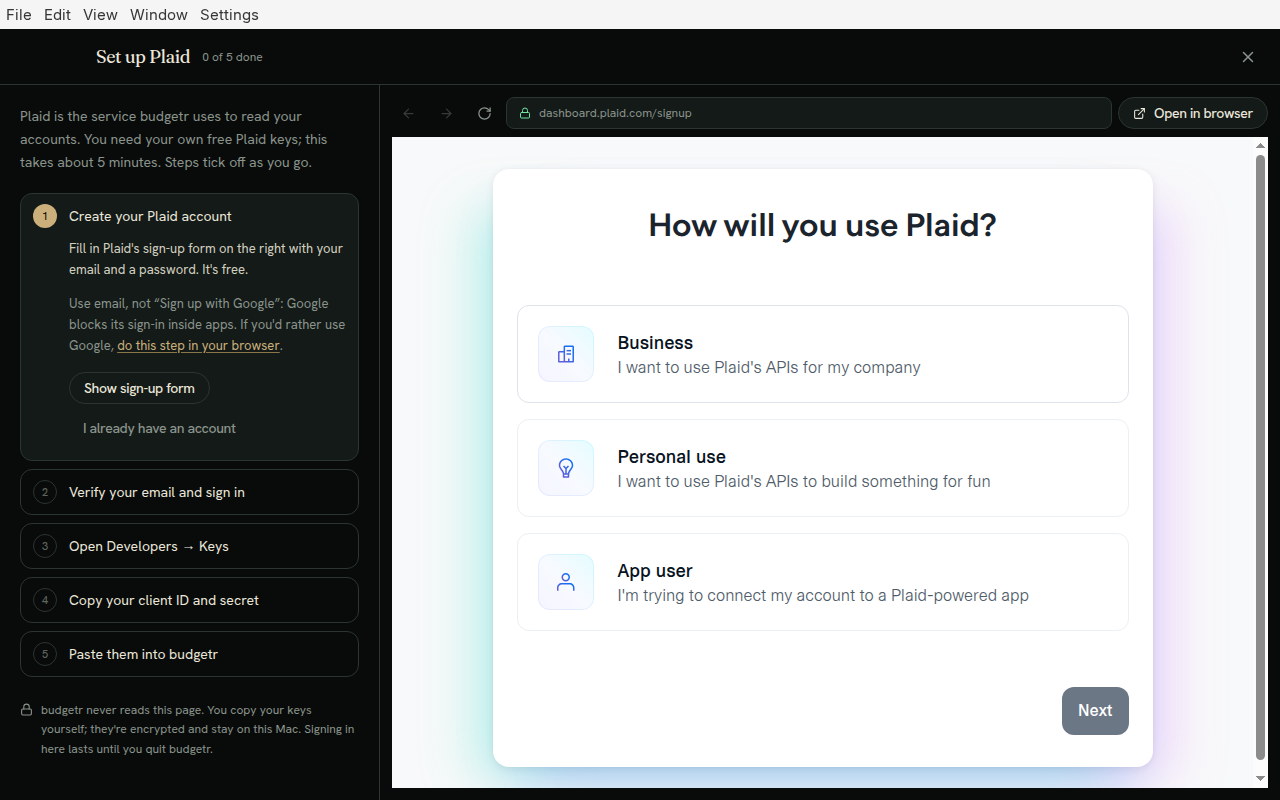 File Edit View Window Settings
Set up Plaid 0 of 5 done
Plaid is the service budgetr uses to read your
accounts. You need your own free Plaid keys; this
takes about 5 minutes. Steps tick off as you go.
1 Create your Plaid account
Fill in Plaid's sign-up form on the right with your
email and a password. It's free.
Use email, not “Sign up with Google”: Google
blocks its sign-in inside apps. If you'd rather use
Google, do this step in your browser.
Show sign-up form
I already have an account
2 Verify your email and sign in
3 Open Developers → Keys
4 Copy your client ID and secret
5 Paste them into budgetr
budgetr never reads this page. You copy your keys
yourself; they're encrypted and stay on this Mac. Signing in
here lasts until you quit budgetr.
dashboard.plaid.com/signup
Open in browser
How will you use Plaid?
Business
I want to use Plaid's APIs for my company
Personal use
I want to use Plaid's APIs to build something for fun
App user
I'm trying to connect my account to a Plaid-powered app
Next